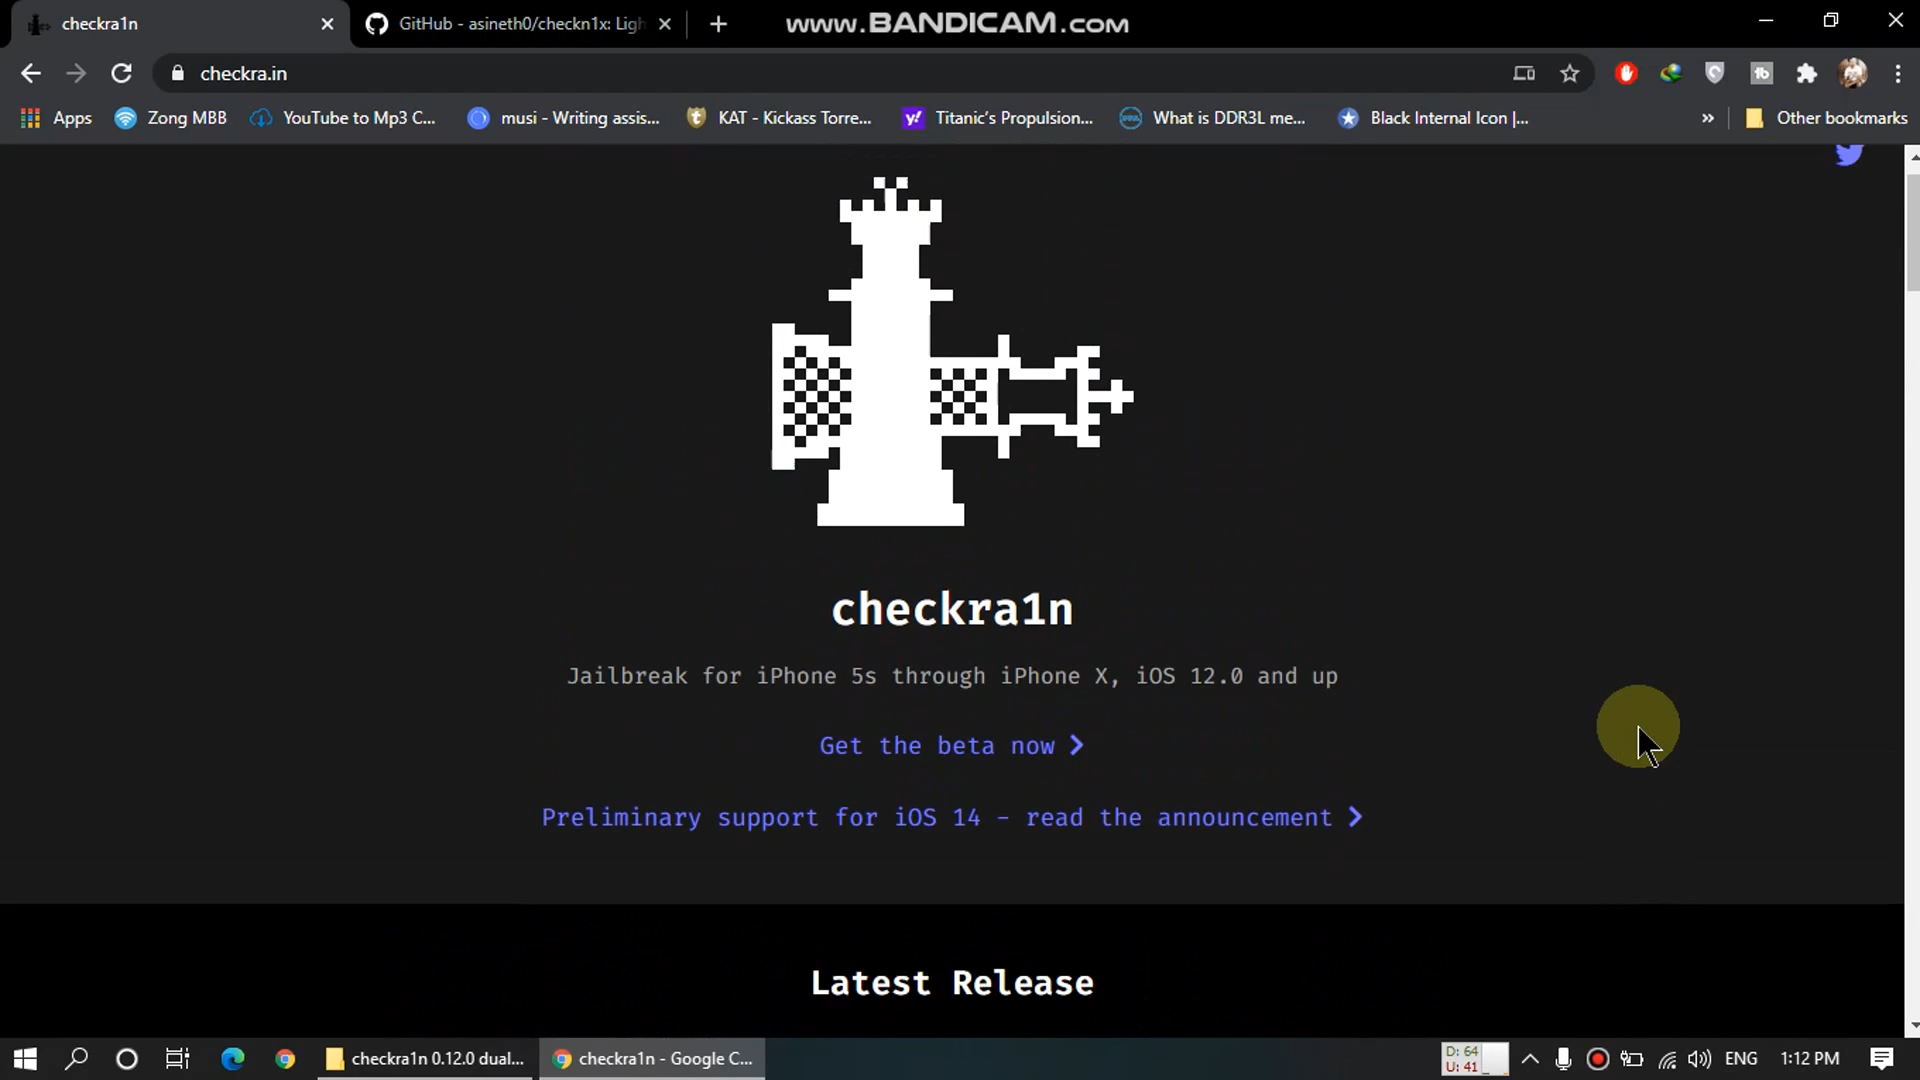 checkra1n
GitHub - asineth0/checkn1x: Ligh
www.BANDICAM.com
checkra.in
Apps
Zong MBB
YouTube to Mp3 C...
musi - Writing assis...
KAT - Kickass Torre...
Titanic's Propulsion...
What is DDR3L me...
Black Internal Icon |...
»
Other bookmarks
checkra1n
Jailbreak for iPhone 5s through iPhone X, iOS 12.0 and up
Get the beta now
Preliminary support for iOS 14 - read the announcement
Latest Release
checkra1n 0.12.0 dual...
checkra1n - Google C...
D: 64
U: 41
ENG
1:12 PM